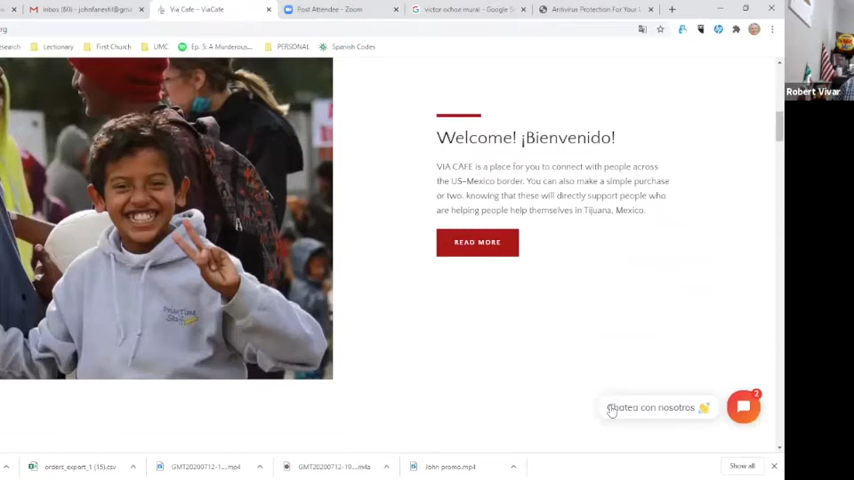 Inbox (80) - johnfanestil@gma
Via Cafe – ViaCafe
Post Attendee - Zoom
victor ochoa mural - Google S
Antivirus Protection For Your
rg
search
Lectionary
First Church
UMC
Ep. 5: A Murderous...
PERSONAL
Spanish Codes
Robert Vivar
Welcome! ¡Bienvenido!
VIA CAFE is a place for you to connect with people across
the US-Mexico border. You can also make a simple purchase
or two, knowing that these will directly support people who
are helping people help themselves in Tijuana, Mexico.
READ MORE
Chatea con nosotros 👋
2
orders_export_1 (15).csv
GMT20200712-1....mp4
GMT20200712-19....m4a
John promo.mp4
Show all